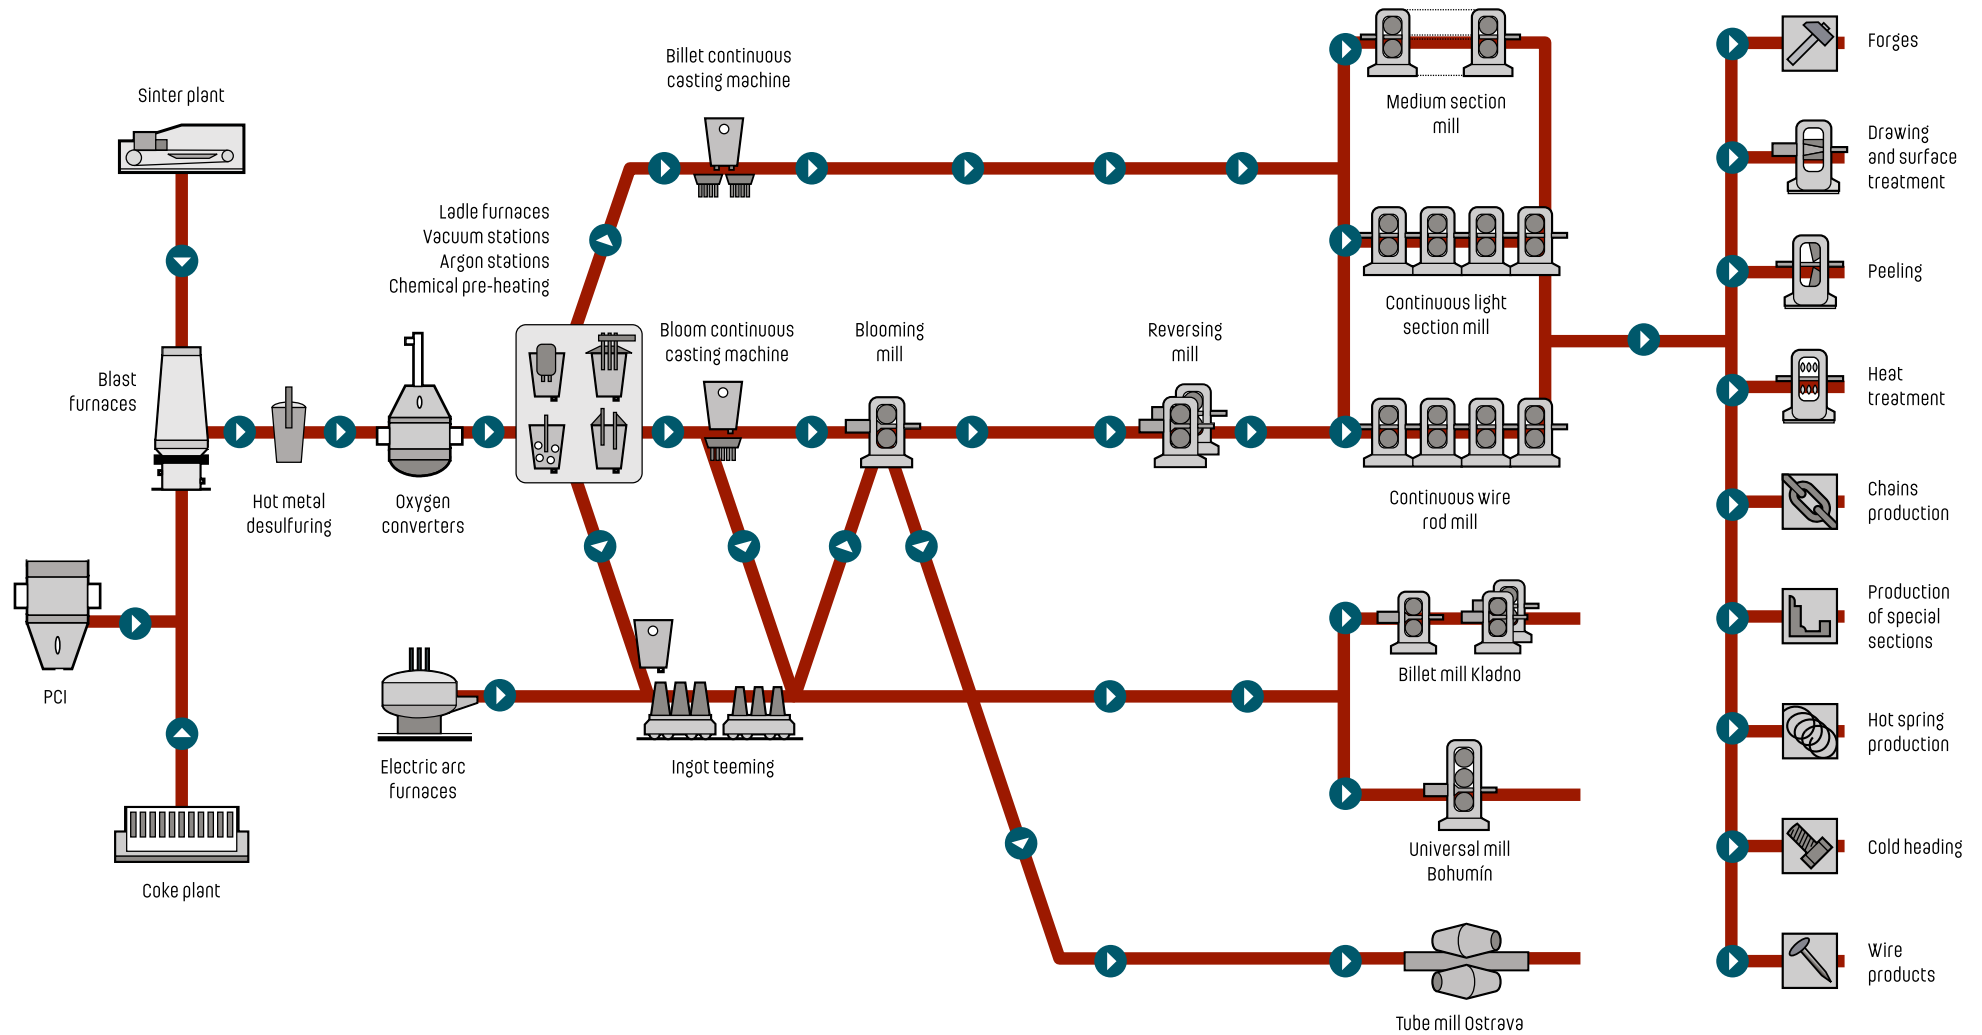 Sinter plant
Blast
furnaces
PCI
Coke plant
Hot metal
desulfuring
Oxygen
converters
Ladle furnaces
Vacuum stations
Argon stations
Chemical pre-heating
Electric arc
furnaces
Billet continuous
casting machine
Bloom continuous
casting machine
Ingot teeming
Blooming
mill
Reversing
mill
Medium section
mill
Continuous light
section mill
Continuous wire
rod mill
Billet mill Kladno
Universal mill
Bohumín
Tube mill Ostrava
Forges
Drawing
and surface
treatment
Peeling
Heat
treatment
Chains
production
Production
of special
sections
Hot spring
production
Cold heading
Wire
products